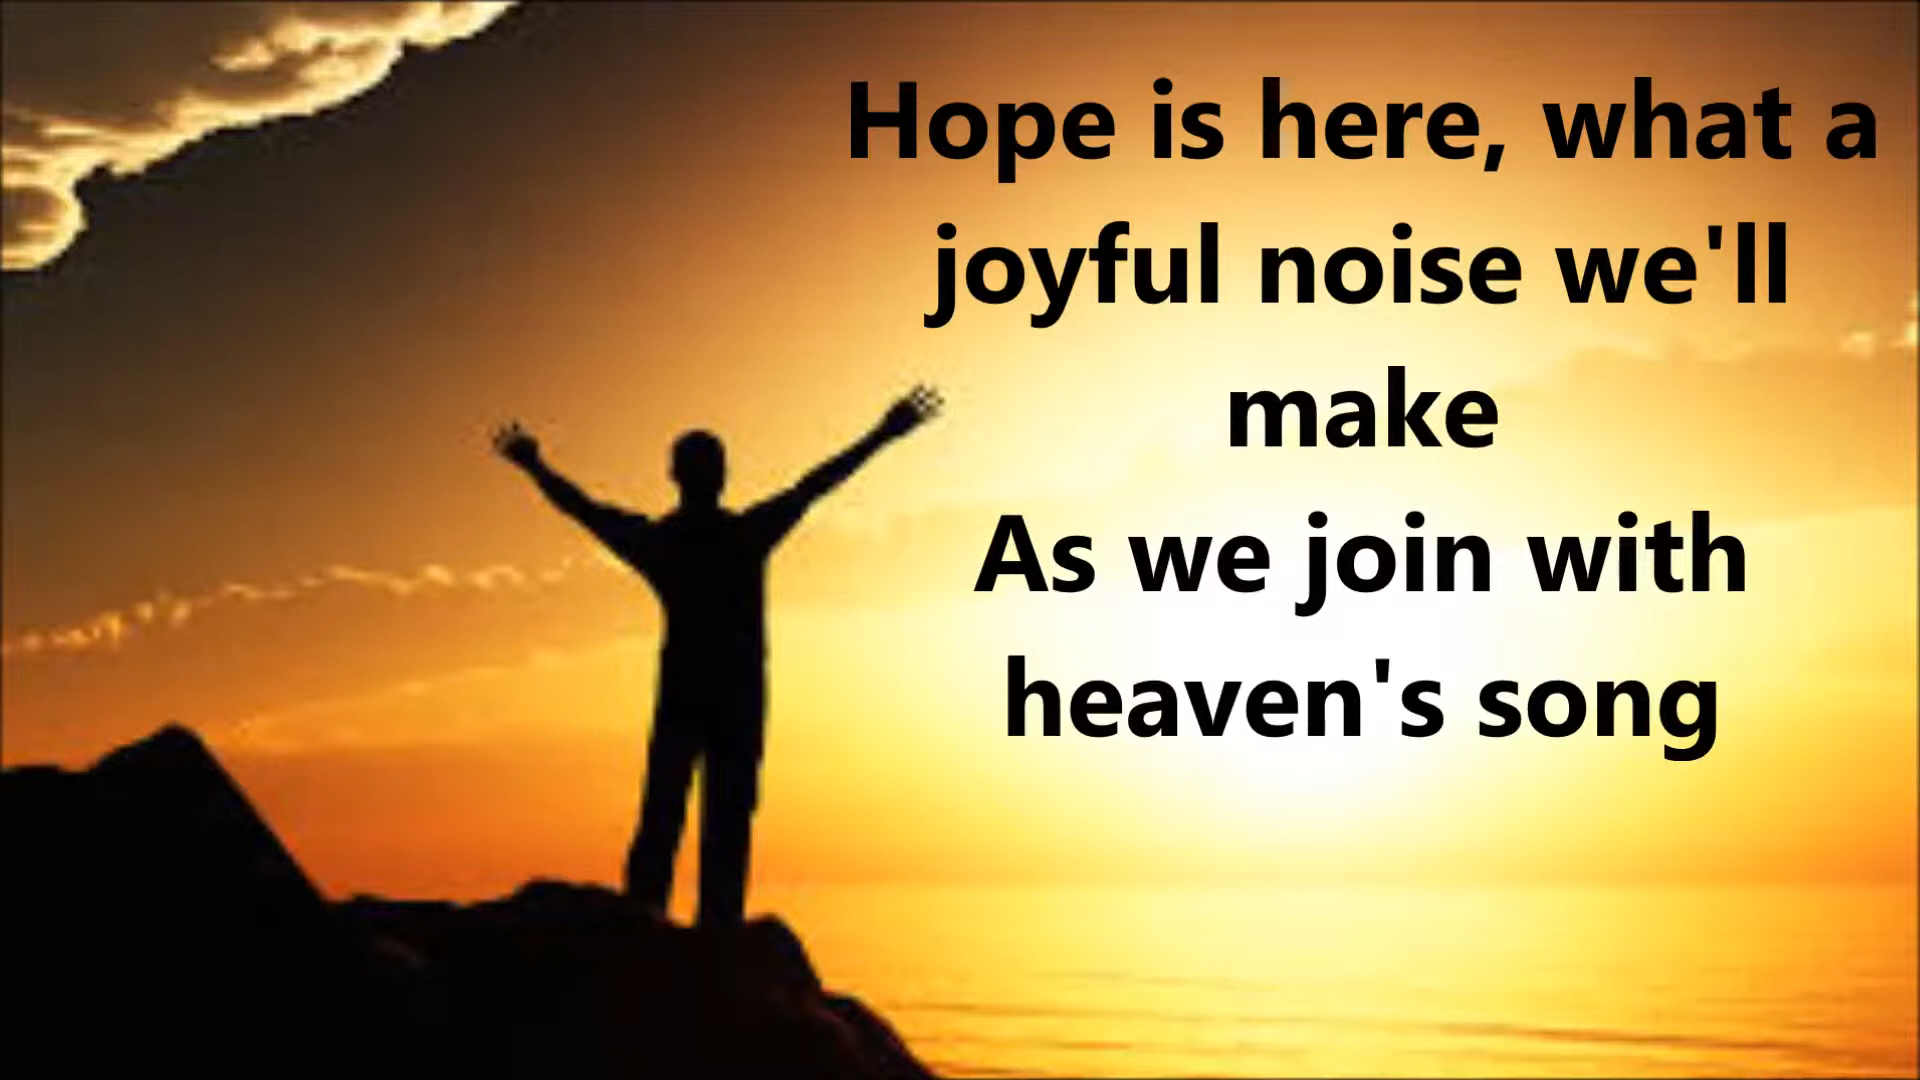 Hope is here, what a
joyful noise we'll
make
As we join with
heaven's song